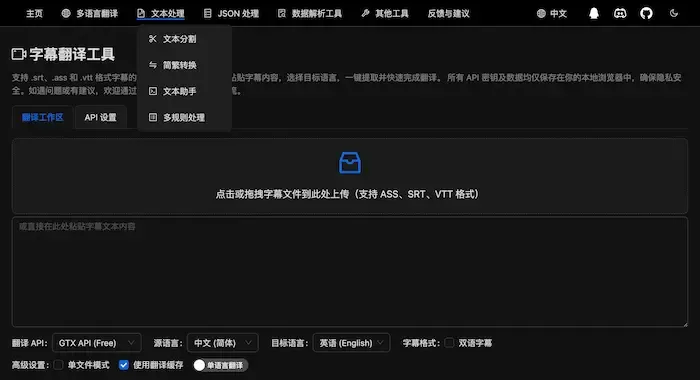 主页 多语言翻译 文本处理 JSON 处理 数据解析工具 其他工具 反馈与建议 中文
文本分割
简繁转换
文本助手
多规则处理
字幕翻译工具
支持 .srt、.ass 和 .vtt 格式字幕的 粘贴字幕内容，选择目标语言，一键提取并快速完成翻译。 所有 API 密钥及数据均仅保存在你的本地浏览器中，确保隐私安
全。如遇问题或有建议，欢迎通过 流。
翻译工作区 API 设置
点击或拖拽字幕文件到此处上传（支持 ASS、SRT、VTT 格式）
或直接在此处粘贴字幕文本内容
翻译 API: GTX API (Free) 源语言: 中文 (简体) 目标语言: 英语 (English) 字幕格式: 双语字幕
高级设置: 单文件模式 使用翻译缓存 单语言翻译